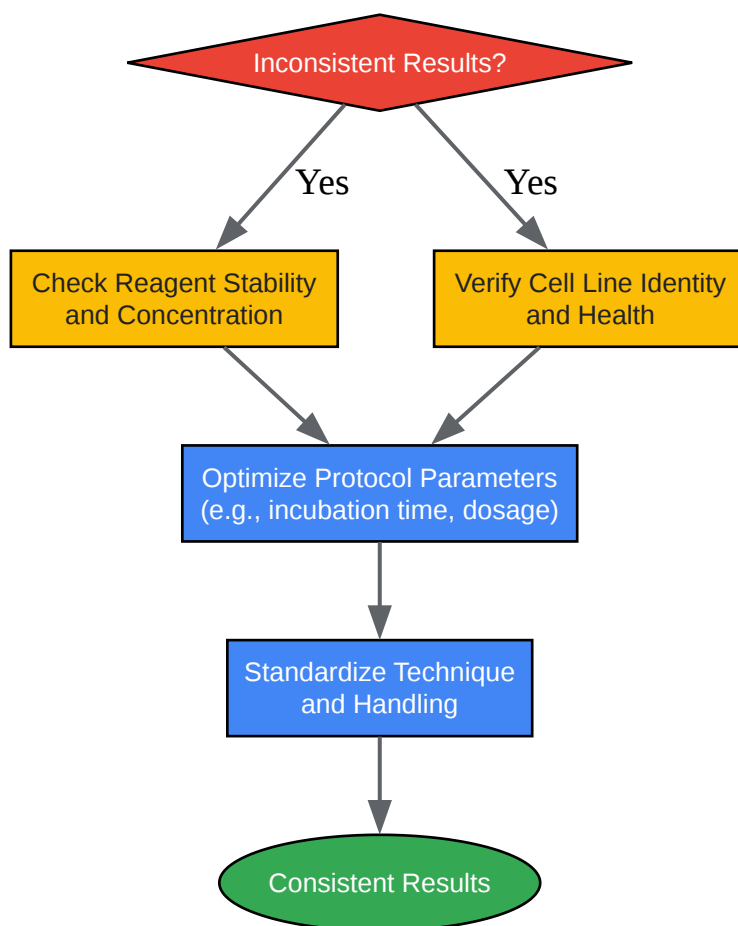 Inconsistent Results?
Yes
Yes
Check Reagent Stability
and Concentration
Verify Cell Line Identity
and Health
Optimize Protocol Parameters
(e.g., incubation time, dosage)
Standardize Technique
and Handling
Consistent Results